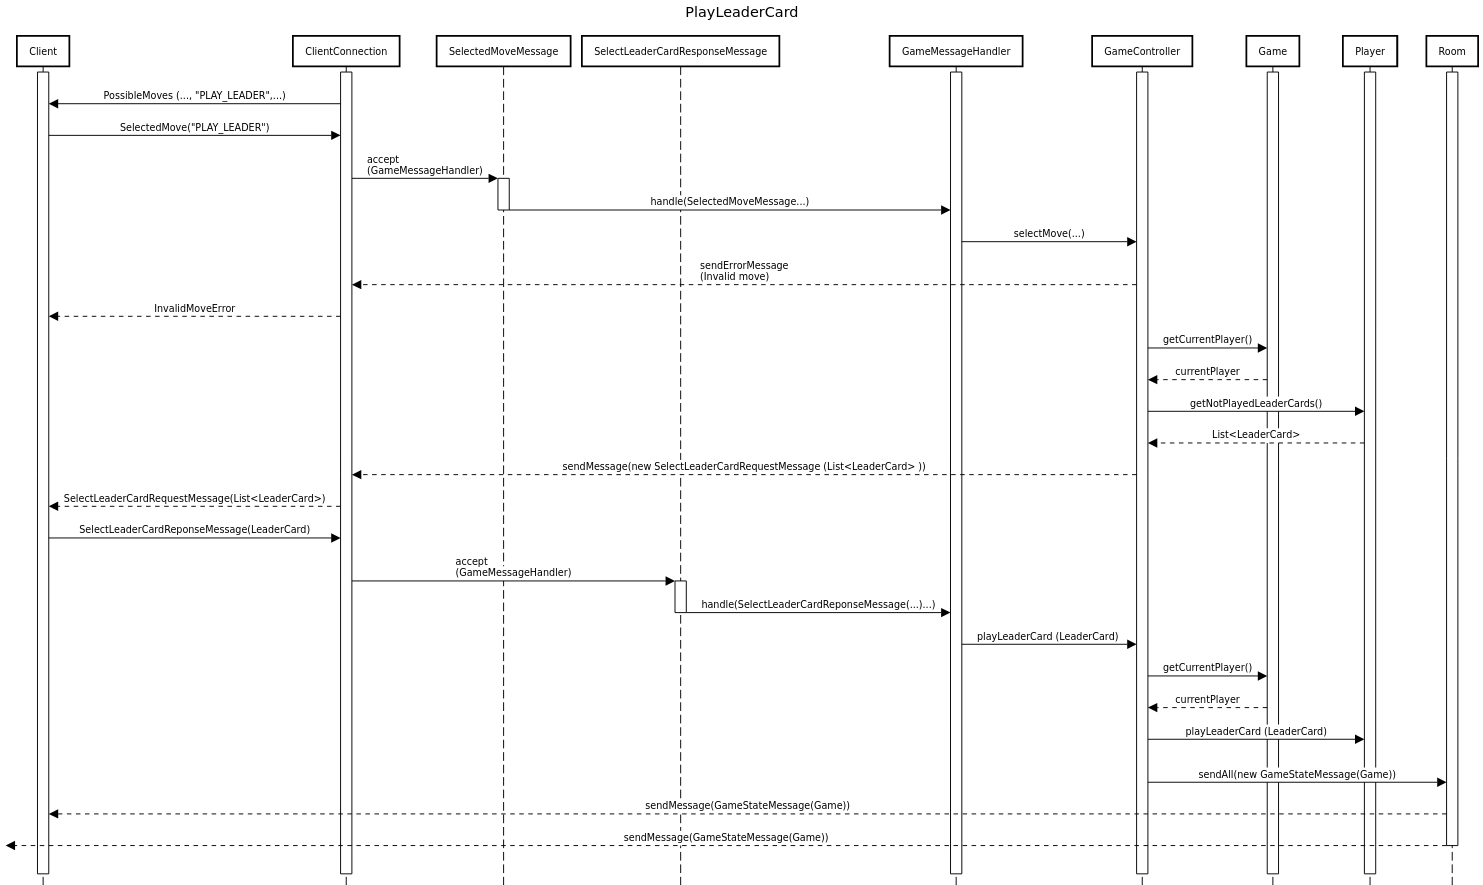 PlayLeaderCard
Client
ClientConnection
SelectedMoveMessage
SelectLeaderCardResponseMessage
GameMessageHandler
GameController
Game
Player
Room
PossibleMoves (..., "PLAY_LEADER",...)
SelectedMove("PLAY_LEADER")
accept
(GameMessageHandler)
handle(SelectedMoveMessage...)
selectMove(...)
sendErrorMessage
(Invalid move)
InvalidMoveError
getCurrentPlayer()
currentPlayer
getNotPlayedLeaderCards()
List<LeaderCard>
sendMessage(new SelectLeaderCardRequestMessage (List<LeaderCard> ))
SelectLeaderCardRequestMessage(List<LeaderCard>)
SelectLeaderCardReponseMessage(LeaderCard)
accept
(GameMessageHandler)
handle(SelectLeaderCardReponseMessage(...)...)
playLeaderCard (LeaderCard)
getCurrentPlayer()
currentPlayer
playLeaderCard (LeaderCard)
sendAll(new GameStateMessage(Game))
sendMessage(GameStateMessage(Game))
sendMessage(GameStateMessage(Game))